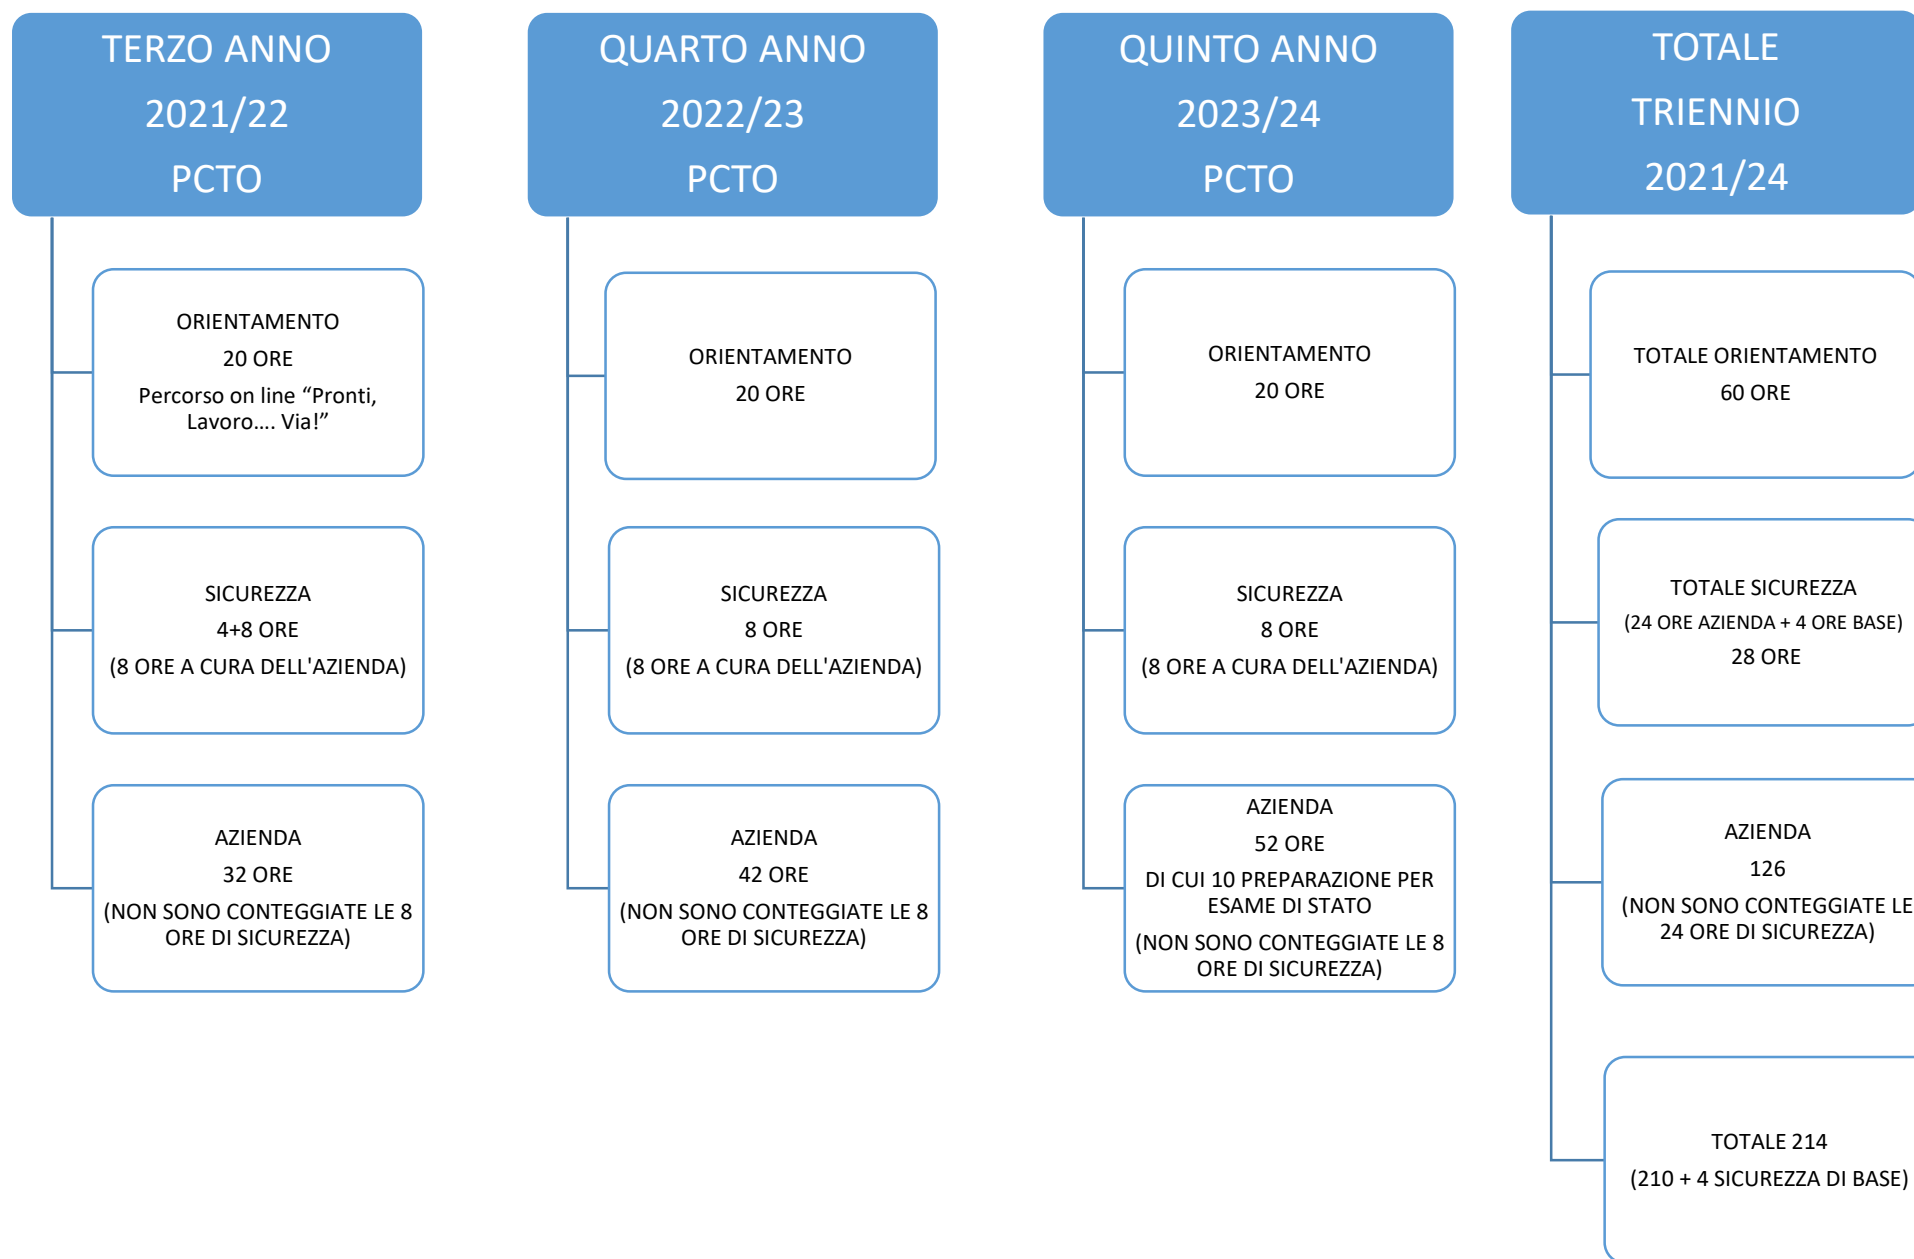 TERZO ANNO
2021/22
PCTO
ORIENTAMENTO
20 ORE
Percorso on line “Pronti,
Lavoro…. Via!”
SICUREZZA
4+8 ORE
(8 ORE A CURA DELL'AZIENDA)
AZIENDA
32 ORE
(NON SONO CONTEGGIATE LE 8
ORE DI SICUREZZA)
QUARTO ANNO
2022/23
PCTO
ORIENTAMENTO
20 ORE
SICUREZZA
8 ORE
(8 ORE A CURA DELL'AZIENDA)
AZIENDA
42 ORE
(NON SONO CONTEGGIATE LE 8
ORE DI SICUREZZA)
QUINTO ANNO
2023/24
PCTO
ORIENTAMENTO
20 ORE
SICUREZZA
8 ORE
(8 ORE A CURA DELL'AZIENDA)
AZIENDA
52 ORE
DI CUI 10 PREPARAZIONE PER
ESAME DI STATO
(NON SONO CONTEGGIATE LE 8
ORE DI SICUREZZA)
TOTALE
TRIENNIO
2021/24
TOTALE ORIENTAMENTO
60 ORE
TOTALE SICUREZZA
(24 ORE AZIENDA + 4 ORE BASE)
28 ORE
AZIENDA
126
(NON SONO CONTEGGIATE LE
24 ORE DI SICUREZZA)
TOTALE 214
(210 + 4 SICUREZZA DI BASE)